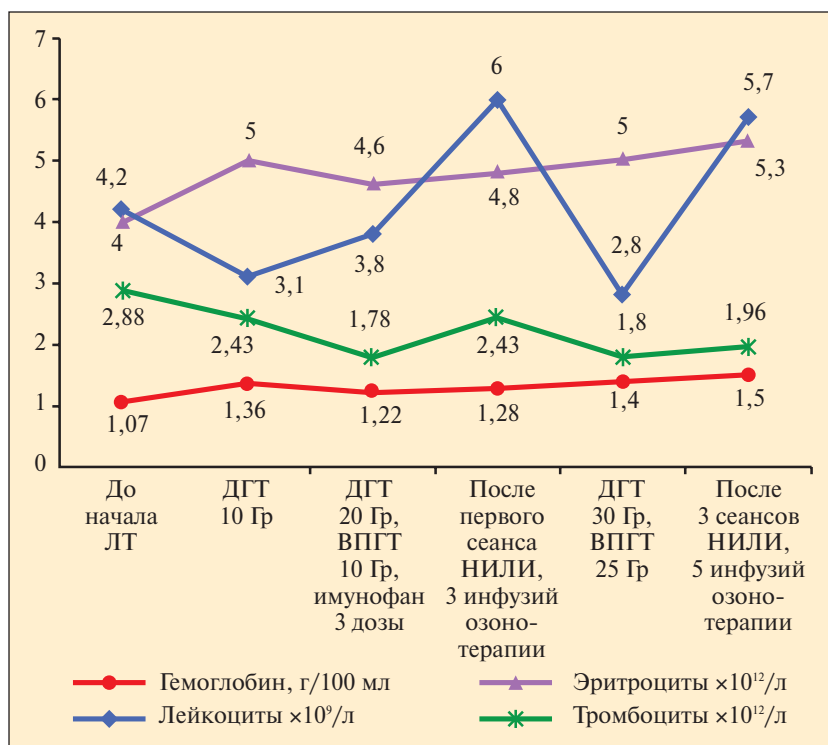 7
6
5
4
3
2
1
0
4,2
4
2,88
1,07
5
3,1
2,43
1,36
4,6
3,8
1,78
1,22
6
4,8
2,43
1,28
5
2,8
1,8
1,4
5,7
5,3
1,96
1,5
До
начала
ЛТ
ДГТ
10 Гр
ДГТ
20 Гр,
ВПГТ
10 Гр,
имунофан
3 дозы
После
первого
сеанса
НИЛИ,
3 инфузий
озоно-
терапии
ДГТ
30 Гр,
ВПГТ
25 Гр
После
3 сеансов
НИЛИ,
5 инфузий
озоно-
терапии
Гемоглобин, г/100 мл
Лейкоциты ×10⁹/л
Эритроциты ×10¹²/л
Тромбоциты ×10¹²/л